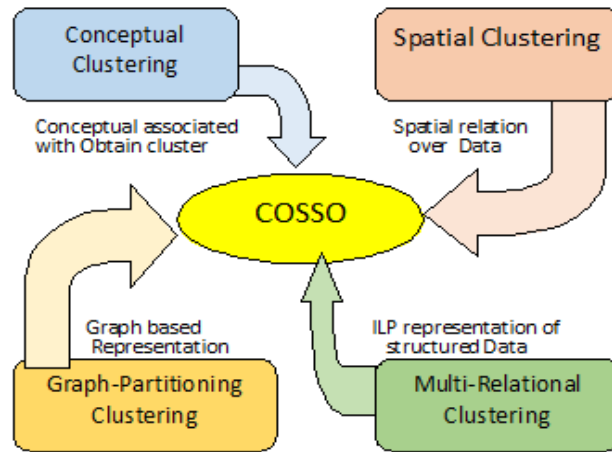 Conceptual
Clustering
Spatial Clustering
Conceptual associated
with Obtain cluster
Spatial relation
over Data
COSSO
Graph based
Representation
ILP representation of
structured Data
Graph-Partitioning
Clustering
Multi-Relational
Clustering